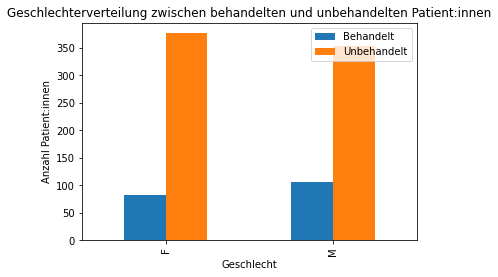 Geschlechterverteilung zwischen behandelten und unbehandelten Patient:innen
Behandelt
Unbehandelt
Anzahl Patient:innen
350
300
250
200
150
100
50
0
F
M
Geschlecht